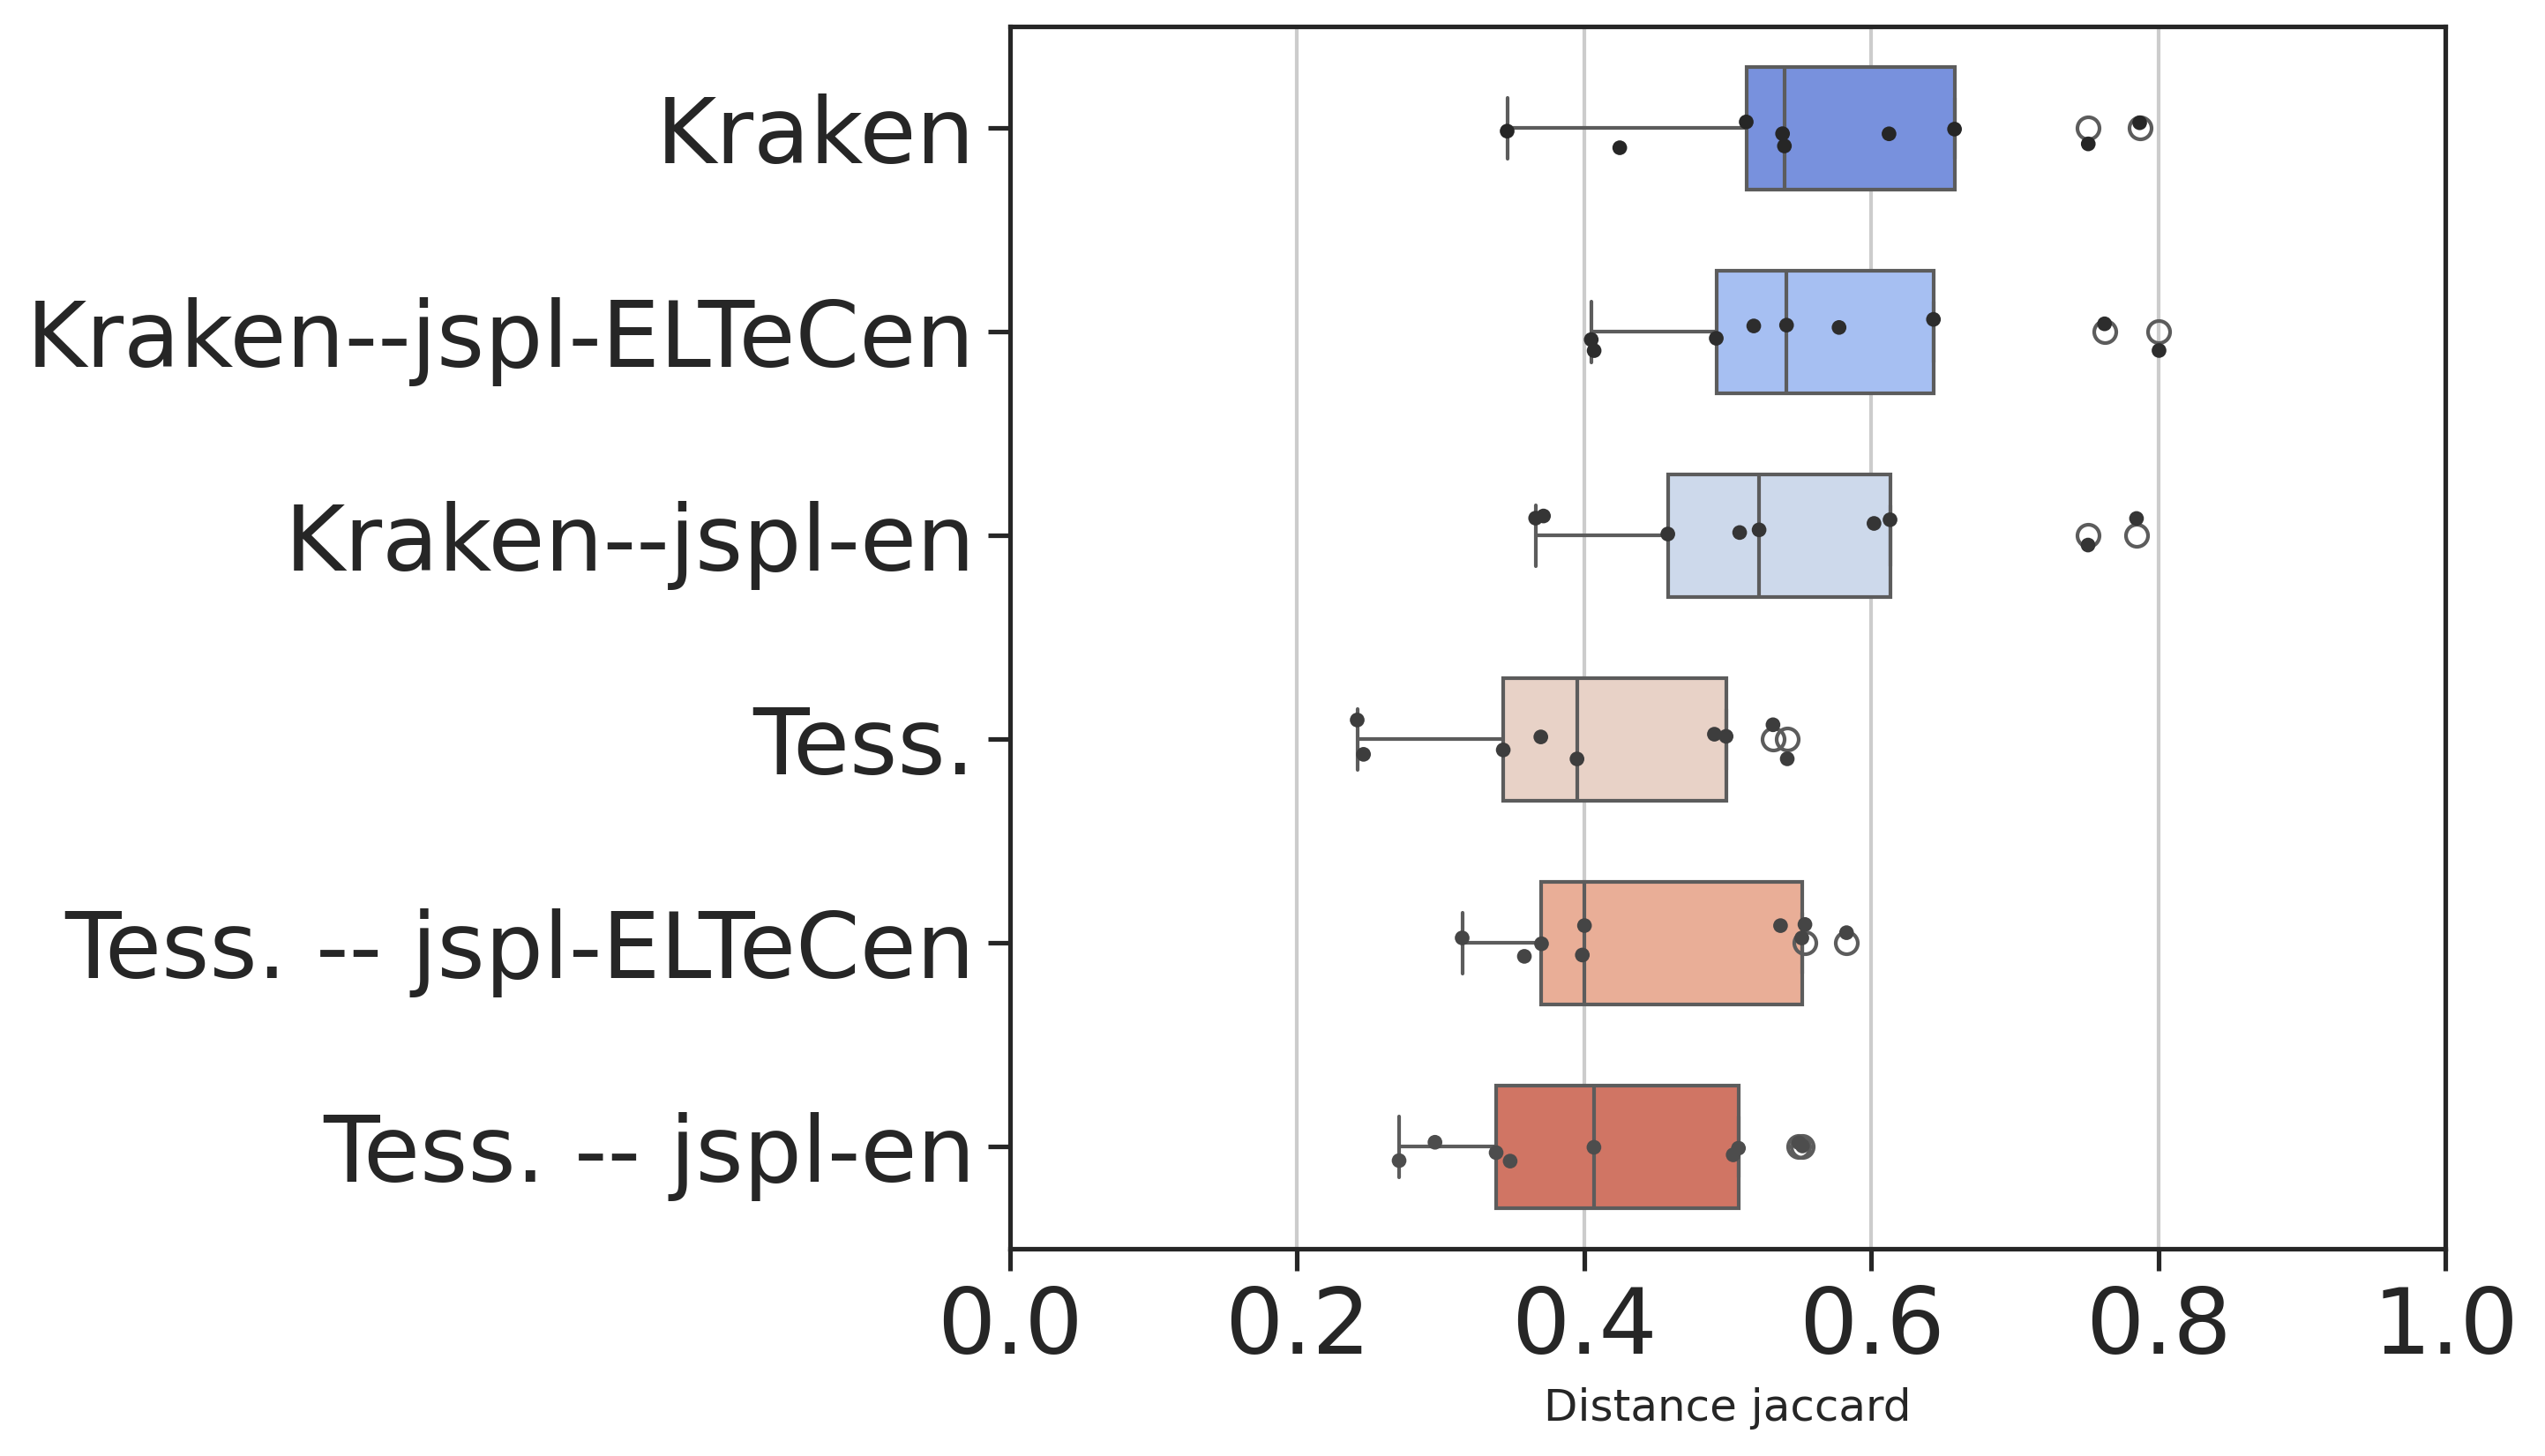 Kraken
Kraken--jspl-ELTeCen
Kraken--jspl-en
Tess.
Tess. -- jspl-ELTeCen
Tess. -- jspl-en
0.0 0.2 0.4 0.6 0.8 1.0
Distance jaccard